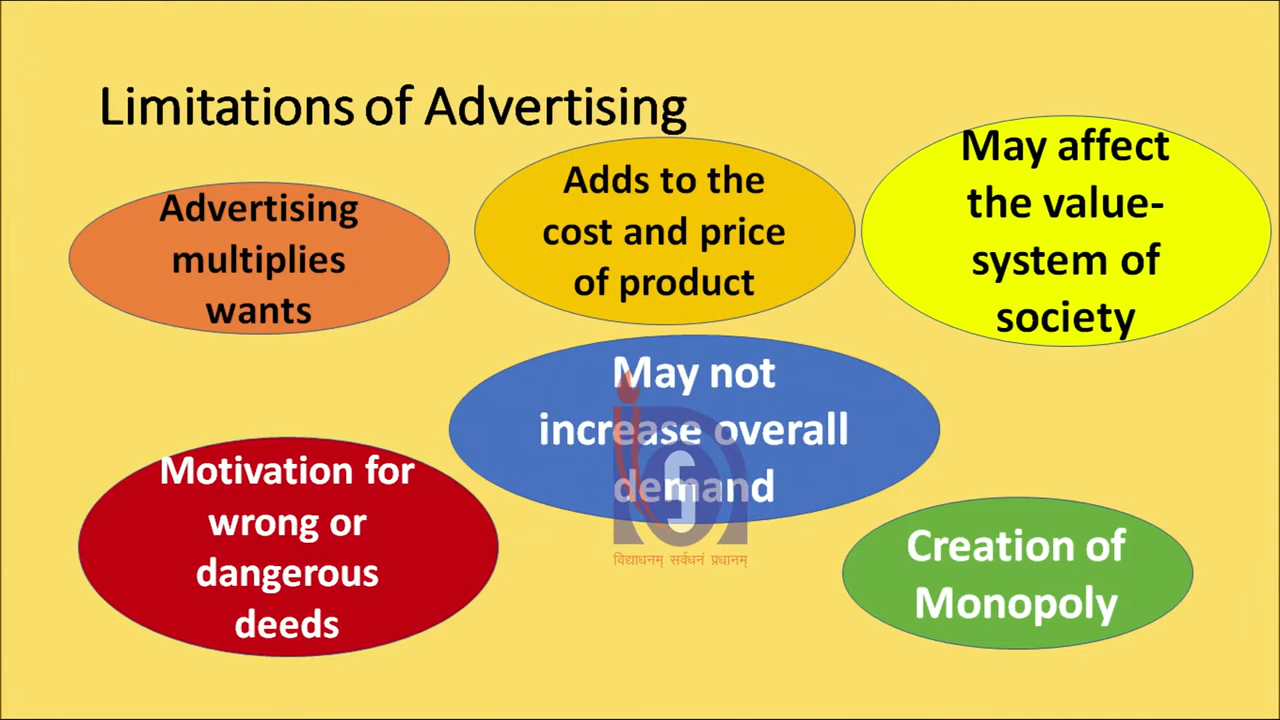 Limitations of Advertising
Advertising
multiplies
wants
Adds to the
cost and price
of product
May affect
the value-
system of
society
May not
increase overall
demand
Motivation for
wrong or
dangerous
deeds
Creation of
Monopoly
विद्याधनम् सर्वधनं प्रधानम्